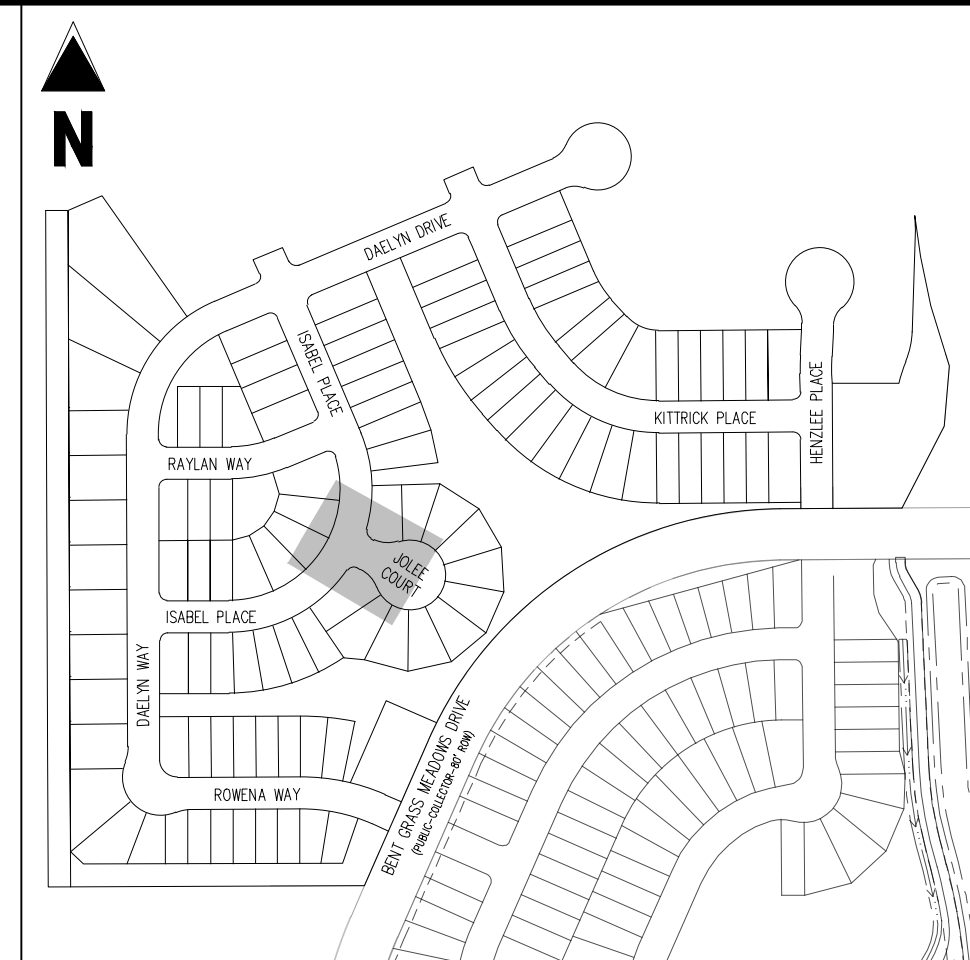 N
DAELYN DRIVE
ISABEL PLACE
HENZLEE PLACE
KITTRICK PLACE
RAYLAN WAY
JOLEE
COURT
ISABEL PLACE
DAELYN WAY
BENT GRASS MEADOWS DRIVE
(PUBLIC-COLLECTOR-80' ROW)
ROWENA WAY